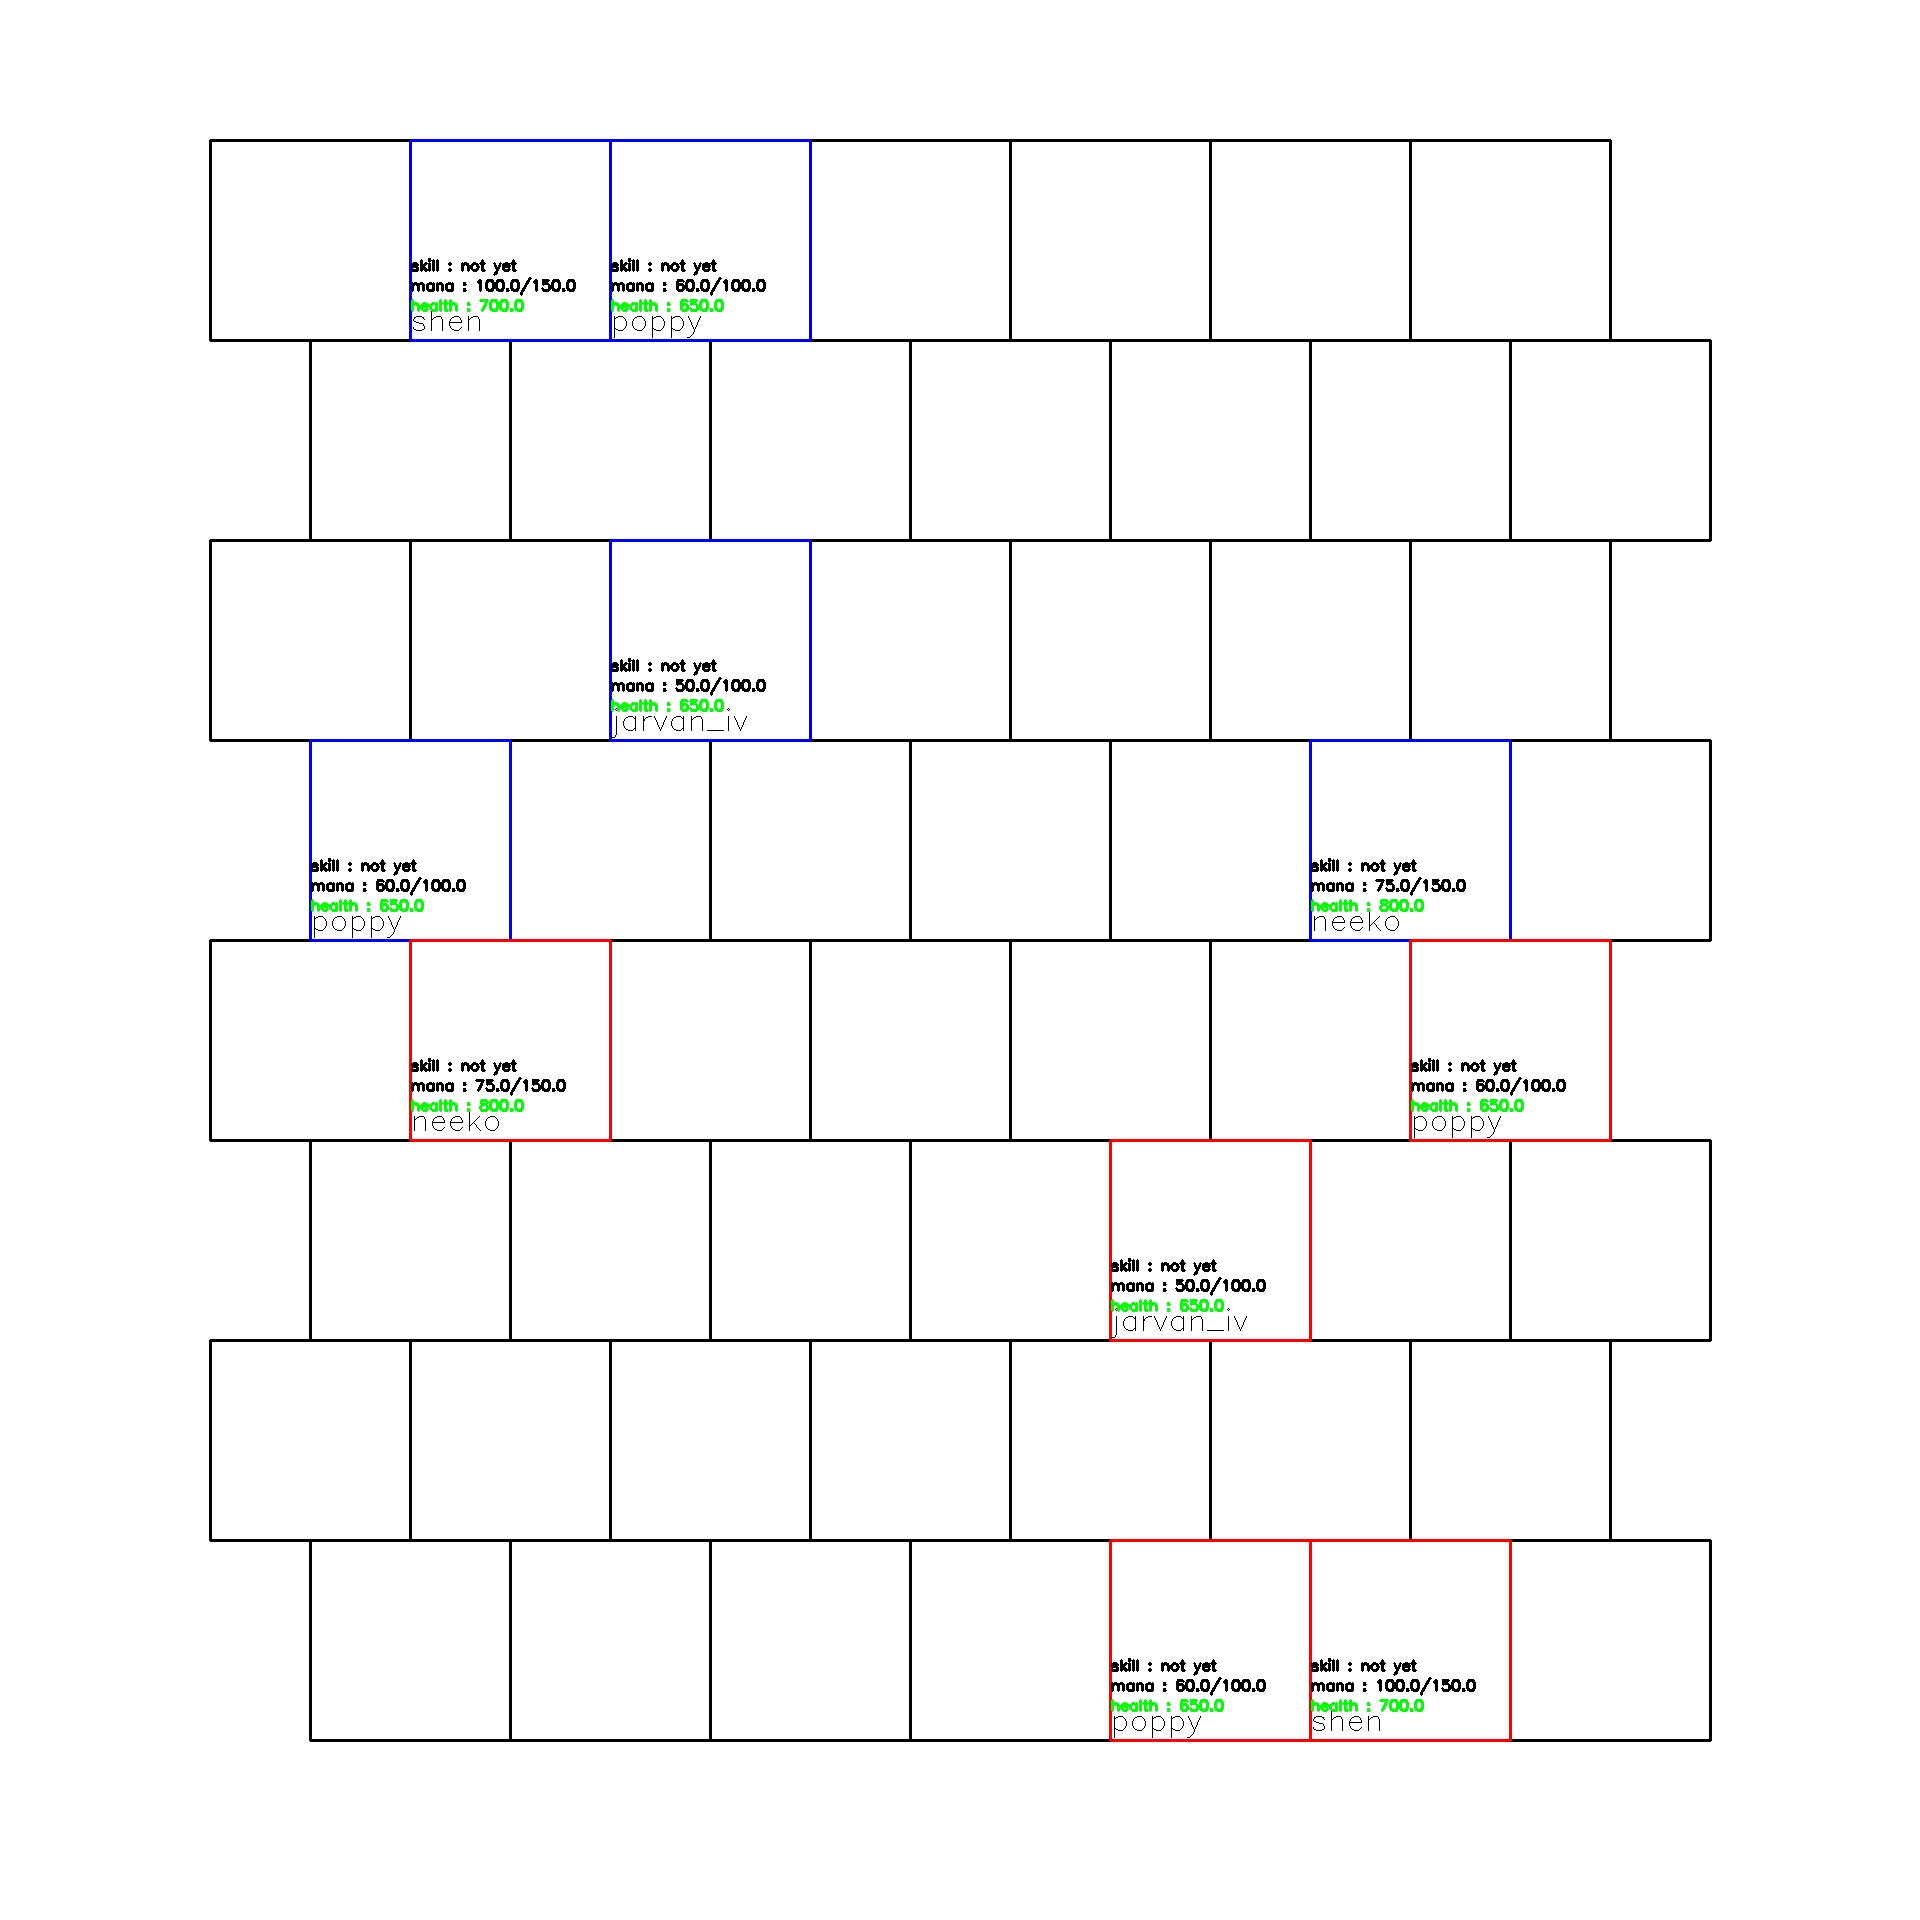 skill : not yet
mana : 100.0/150.0
health : 700.0
shen
skill : not yet
mana : 60.0/100.0
health : 650.0
poppy
skill : not yet
mana : 50.0/100.0
health : 650.0
jarvan_iv
skill : not yet
mana : 60.0/100.0
health : 650.0
poppy
skill : not yet
mana : 75.0/150.0
health : 800.0
neeko
skill : not yet
mana : 75.0/150.0
health : 800.0
neeko
skill : not yet
mana : 60.0/100.0
health : 650.0
poppy
skill : not yet
mana : 50.0/100.0
health : 650.0
jarvan_iv
skill : not yet
mana : 60.0/100.0
health : 650.0
poppy
skill : not yet
mana : 100.0/150.0
health : 700.0
shen